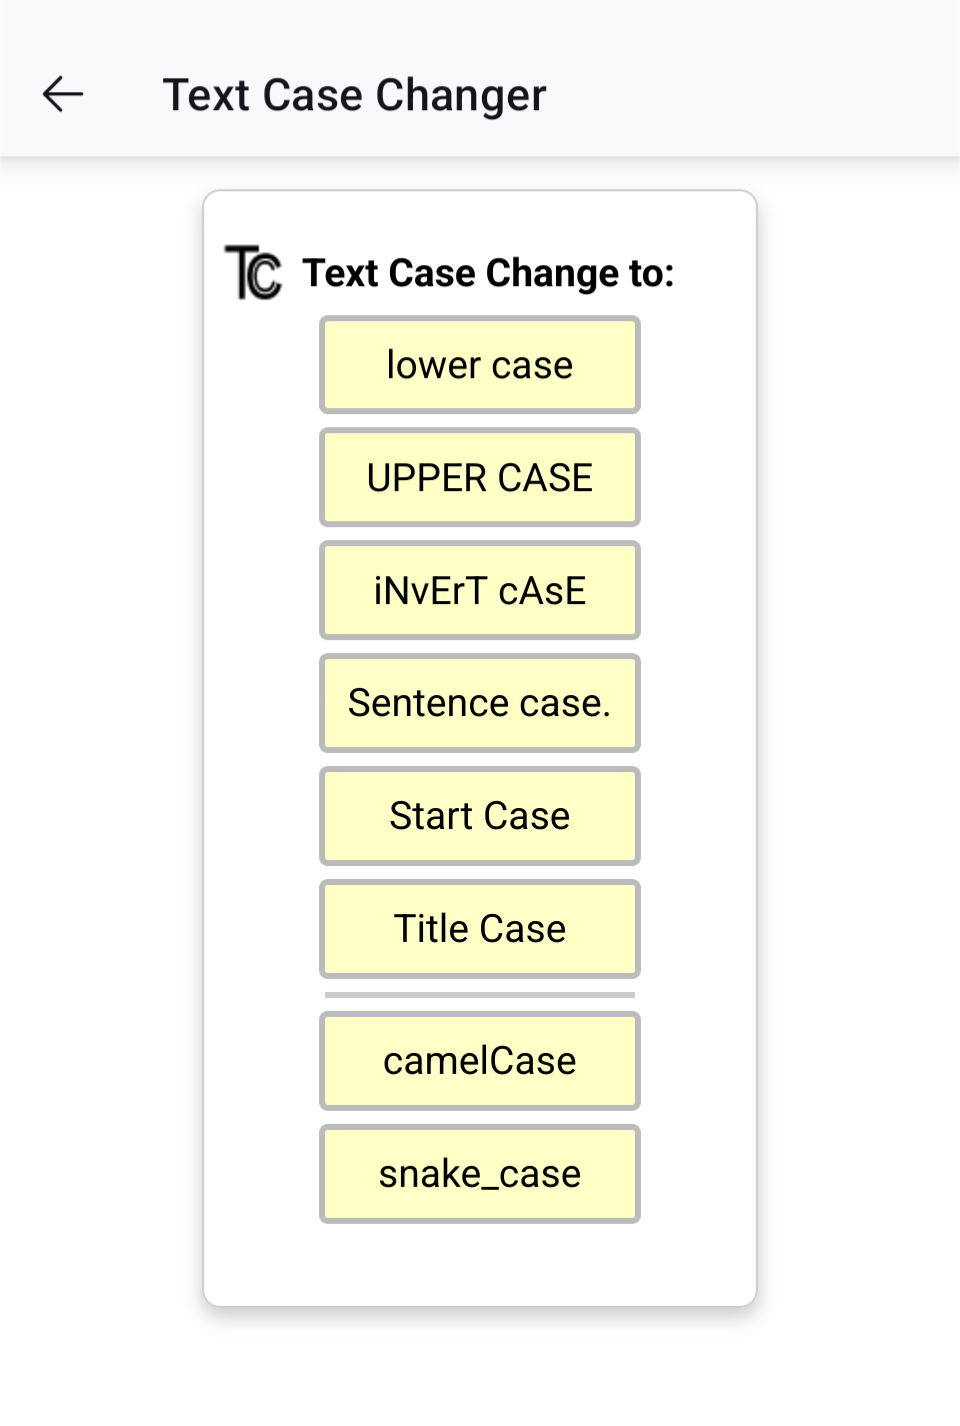 Text Case Changer
TC Text Case Change to:
lower case
UPPER CASE
iNvErT cAsE
Sentence case.
Start Case
Title Case
camelCase
snake_case